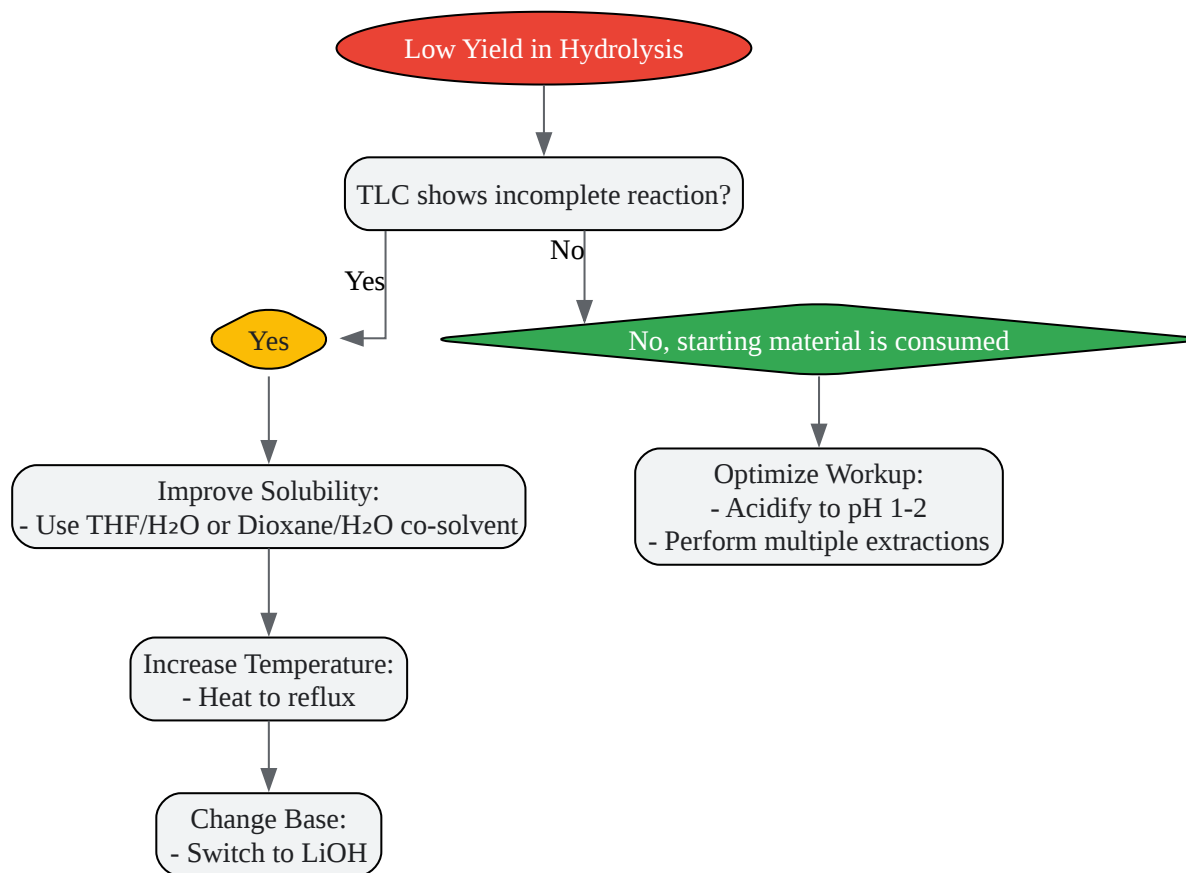 Low Yield in Hydrolysis
TLC shows incomplete reaction?
No
Yes
Yes
No, starting material is consumed
Improve Solubility:
- Use THF/H₂O or Dioxane/H₂O co-solvent
Optimize Workup:
- Acidify to pH 1-2
- Perform multiple extractions
Increase Temperature:
- Heat to reflux
Change Base:
- Switch to LiOH